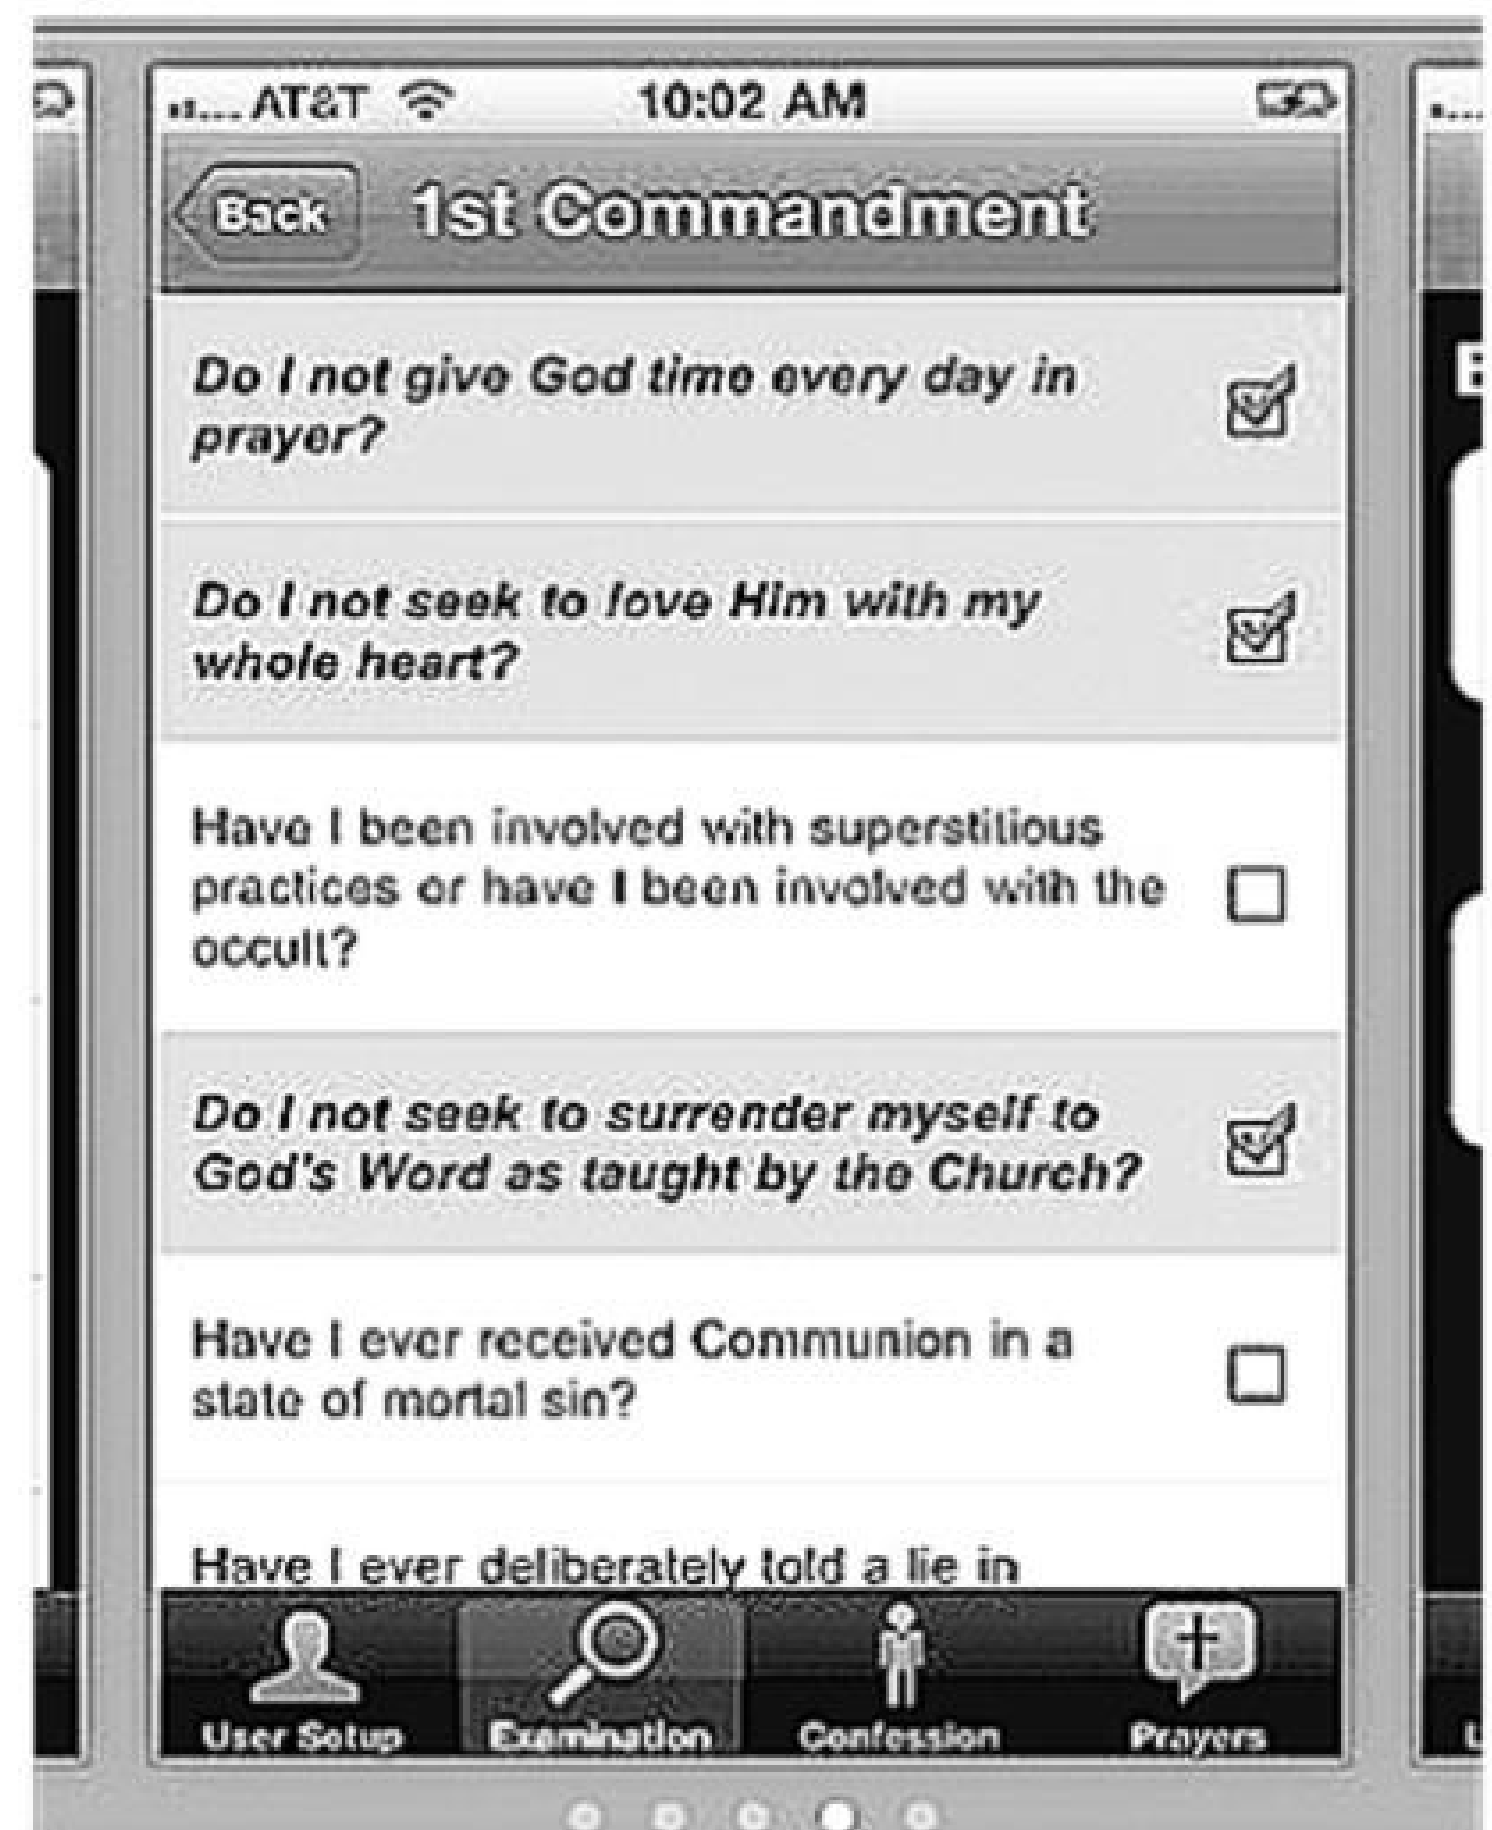 AT&T 10:02 AM
Back 1st Commandment
Do I not give God time every day in
prayer?
Do I not seek to love Him with my
whole heart?
Have I been involved with superstitious
practices or have I been involved with the
occult?
Do I not seek to surrender myself to
God's Word as taught by the Church?
Have I ever received Communion in a
state of mortal sin?
Have I ever deliberately told a lie in
User Setup Examination Confession Prayers